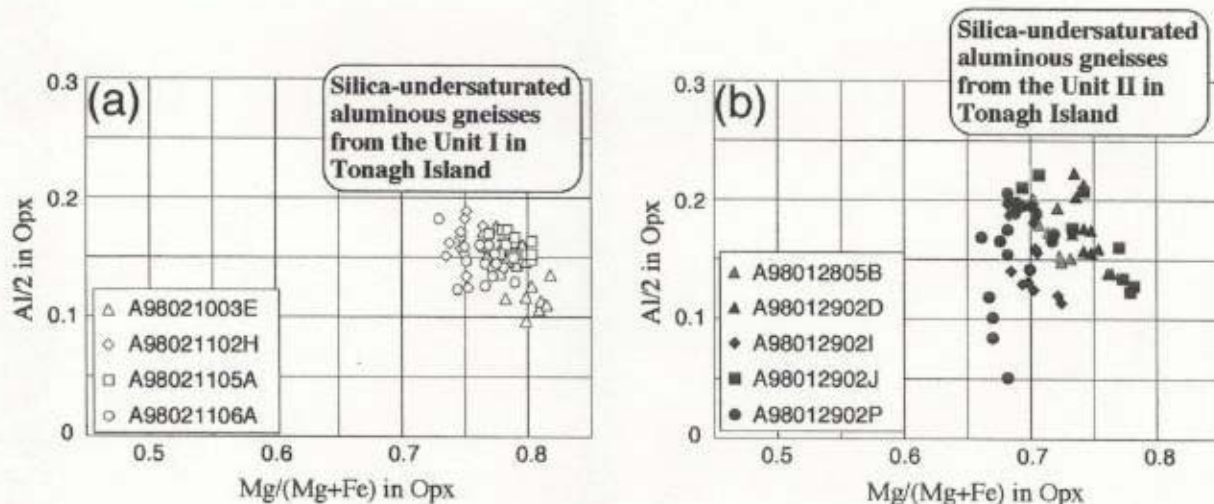 (a)
Silica-undersaturated
aluminous gneisses
from the Unit I in
Tonagh Island
0.3
0.2
0.1
0
Al/2 in Opx
A98021003E
A98021102H
A98021105A
A98021106A
0.5
0.6
0.7
0.8
Mg/(Mg+Fe) in Opx
(b)
Silica-undersaturated
aluminous gneisses
from the Unit II in
Tonagh Island
0.3
0.2
0.1
0
Al/2 in Opx
A98012805B
A98012902D
A98012902I
A98012902J
A98012902P
0.5
0.6
0.7
0.8
Mg/(Mg+Fe) in Opx